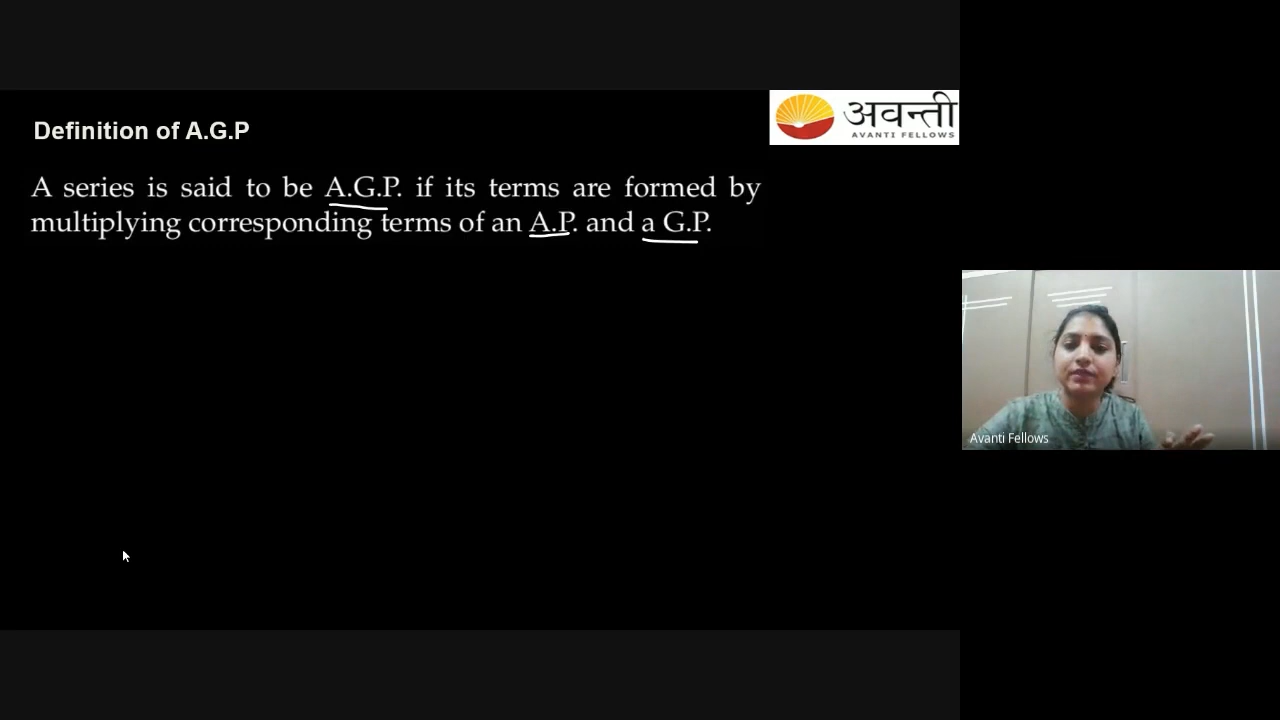 Definition of A.G.P
अवन्ती
AVANTI FELLOWS
A series is said to be A.G.P. if its terms are formed by
multiplying corresponding terms of an A.P. and a G.P.
Avanti Fellows